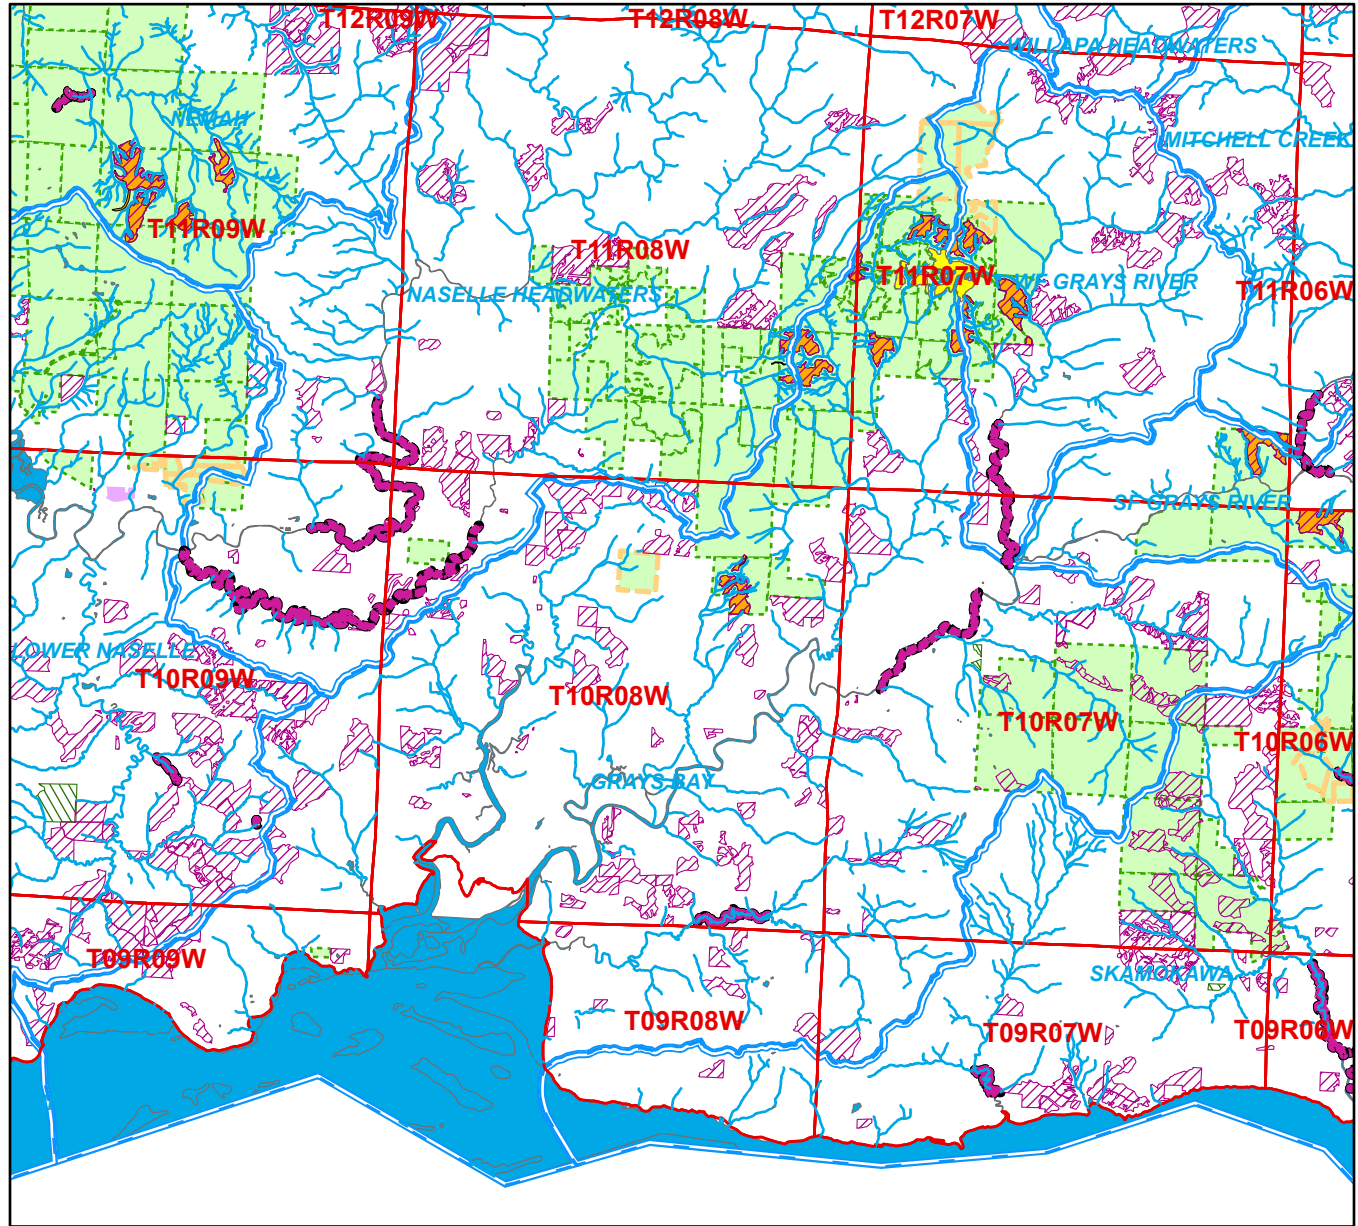 T12R09W
T12R08W
T12R07W
WILLAPA HEADWATERS
NEMAH
MITCHELL CREEK
T11R09W
T11R08W
T11R07W
WF GRAYS RIVER
T11R06W
NASELLE HEADWATERS
SF GRAYS RIVER
LOWER NASELLE
T10R09W
T10R08W
T10R07W
T10R06W
GRAYS BAY
T09R09W
SKAMOKAWA
T09R08W
T09R07W
T09R06W